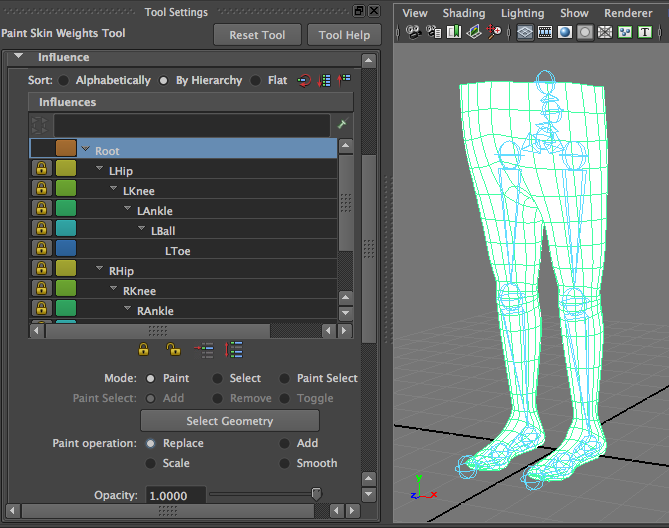 Tool Settings
Paint Skin Weights Tool
Reset Tool
Tool Help
Influence
Sort: Alphabetically By Hierarchy Flat
Influences
Root
LHip
LKnee
LAnkle
LBall
LToe
RHip
RKnee
RAnkle
Mode: Paint Select Paint Select
Paint Select: Add Remove Toggle
Select Geometry
Paint operation: Replace Add
Scale Smooth
Opacity: 1.0000
View Shading Lighting Show Renderer
T
Y
Z X